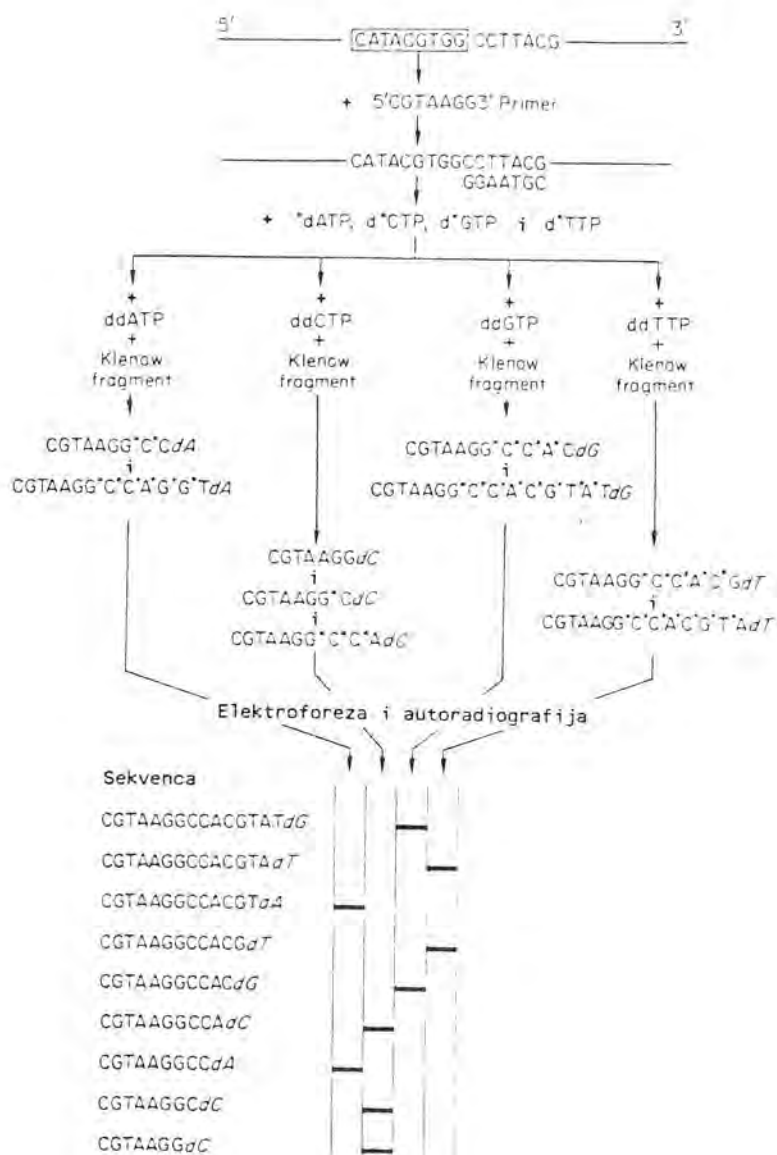 5' CATACGTGG CCTTACG 3'
+ 5'CGTAAGG3' Primer
CATACGTGGCCTTACG
GGAATGC
+ *dATP, d*CTP, d*GTP i d*TTP
+ + + +
ddATP ddCTP ddGTP ddTTP
+ + + +
Klenow Klenow Klenow Klenow
fragment fragment fragment fragment
CGTAAGG*C*CdA
i
CGTAAGG*C*C*A*G*G*TdA
CGTAAGG*C*C*A*CdG
i
CGTAAGG*C*C*A*C*G*T*A*TdG
CGTAAGGdC
i
CGTAAGG*CdC
i
CGTAAGG*C*C*AdC
CGTAAGG*C*C*A*C*GdT
i
CGTAAGG*C*C*A*C*G*T*AdT
Elektroforeza i autoradiografija
Sekvenca
CGTAAGGCCACGTATdG
CGTAAGGCCACGTAdT
CGTAAGGCCACGTdA
CGTAAGGCCACGdT
CGTAAGGCCACdG
CGTAAGGCCAdC
CGTAAGGCCdA
CGTAAGGCdC
CGTAAGGdC